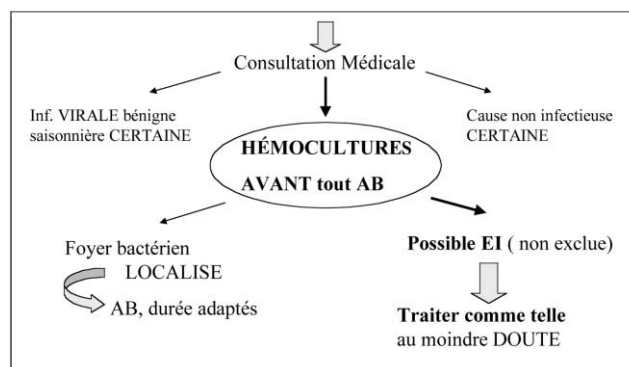 Consultation Médicale
Inf. VIRALE bénigne
saisonnière CERTAINE
Cause non infectieuse
CERTAINE
HÉMOCULTURES
AVANT tout AB
Foyer bactérien
LOCALISE
AB, durée adaptés
Possible EI ( non exclue)
Traiter comme telle
au moindre DOUTE